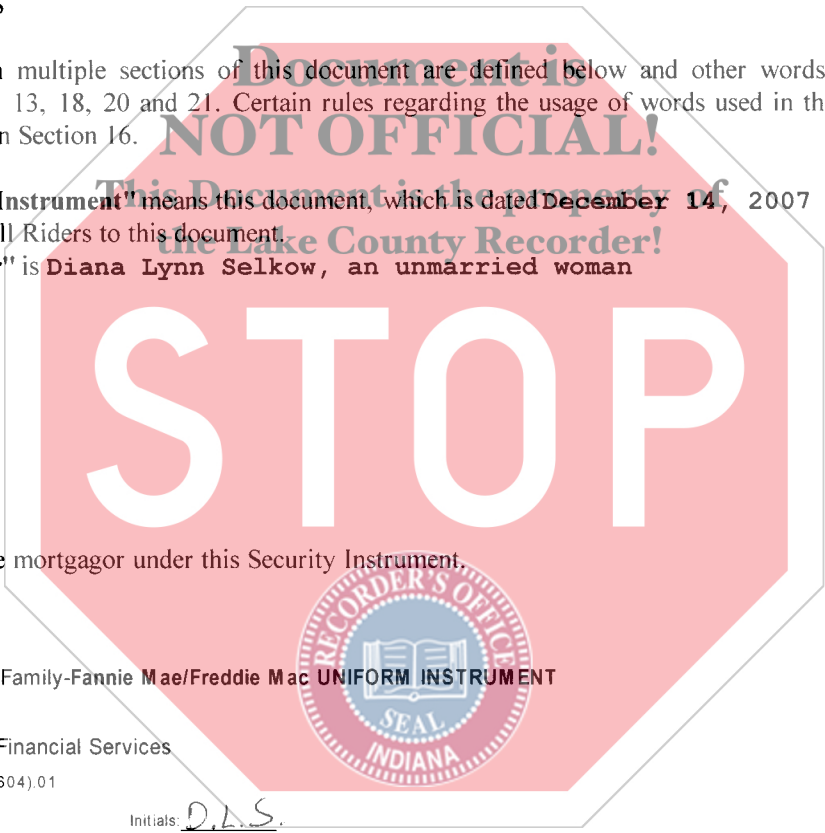 multiple sections of this document are defined below and other words
13, 18, 20 and 21. Certain rules regarding the usage of words used in th
n Section 16.
Document is
NOT OFFICIAL!
This Document is the property of
the Lake County Recorder!
Instrument" means this document, which is dated December 14, 2007
ll Riders to this document.
" is Diana Lynn Selkow, an unmarried woman
STOP
e mortgagor under this Security Instrument.
RECORDER'S OFFICE
SEAL
INDIANA
Family-Fannie Mae/Freddie Mac UNIFORM INSTRUMENT
Financial Services
604).01
Initials: D.L.S.